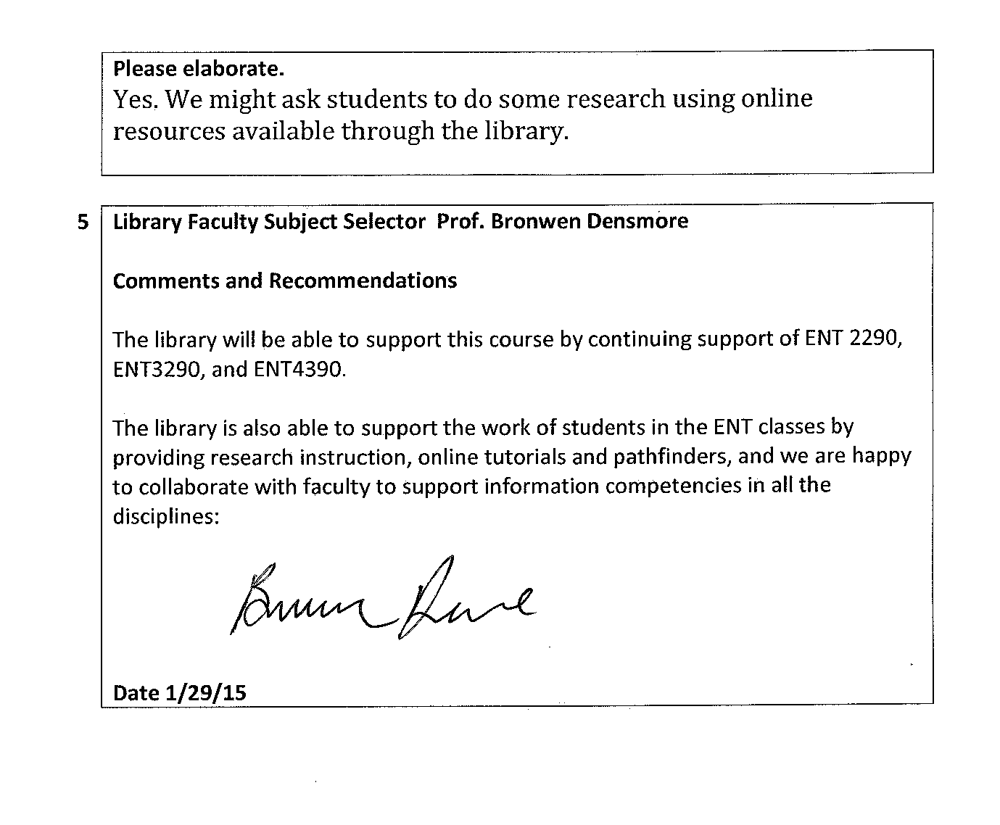 Please elaborate.
Yes. We might ask students to do some research using online
resources available through the library.
5 Library Faculty Subject Selector Prof. Bronwen Densmore
Comments and Recommendations
The library will be able to support this course by continuing support of ENT 2290,
ENT3290, and ENT4390.
The library is also able to support the work of students in the ENT classes by
providing research instruction, online tutorials and pathfinders, and we are happy
to collaborate with faculty to support information competencies in all the
disciplines:
Date 1/29/15